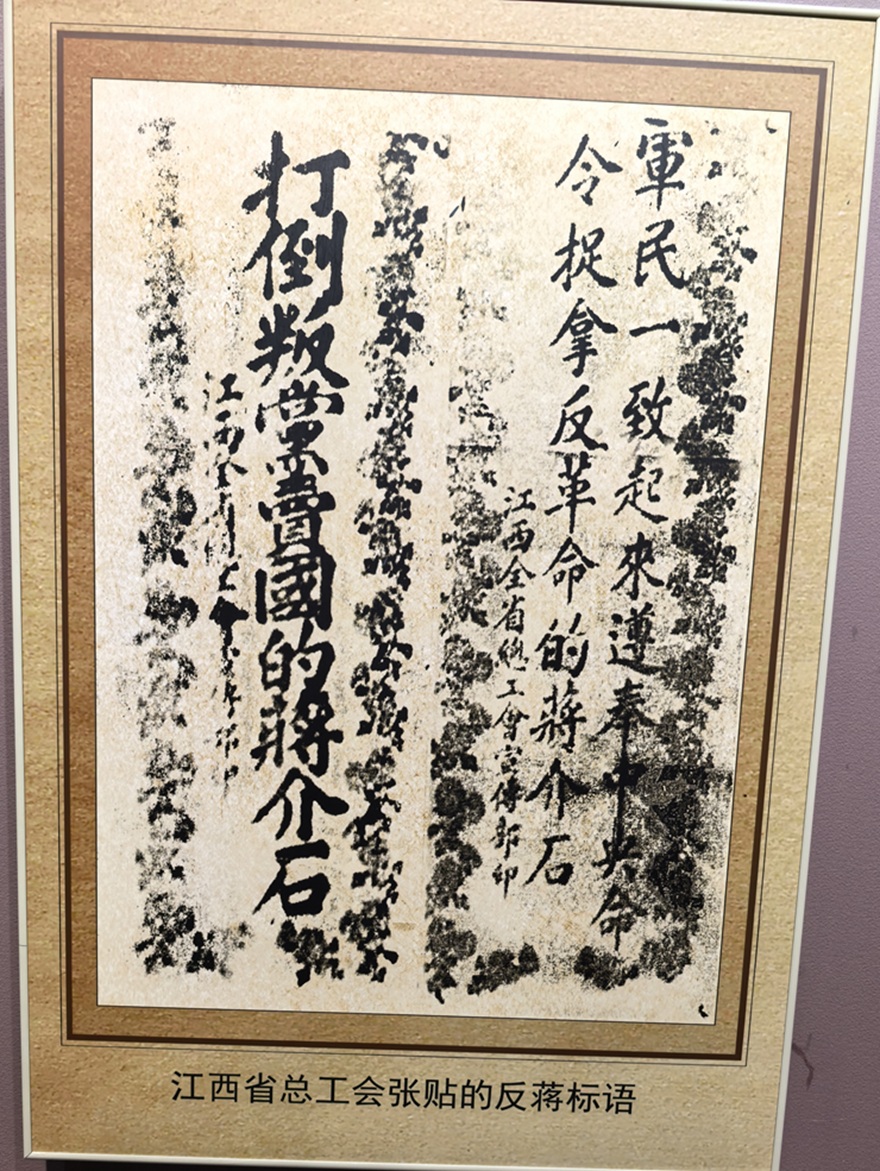 軍民一致起來遵奉中央命
令捉拿反革命的蔣介石
江西全省總工會宣傳部印
打倒叛黨賣國的蔣介石
江西全省總工會宣傳部印
江西省总工会张贴的反蒋标语